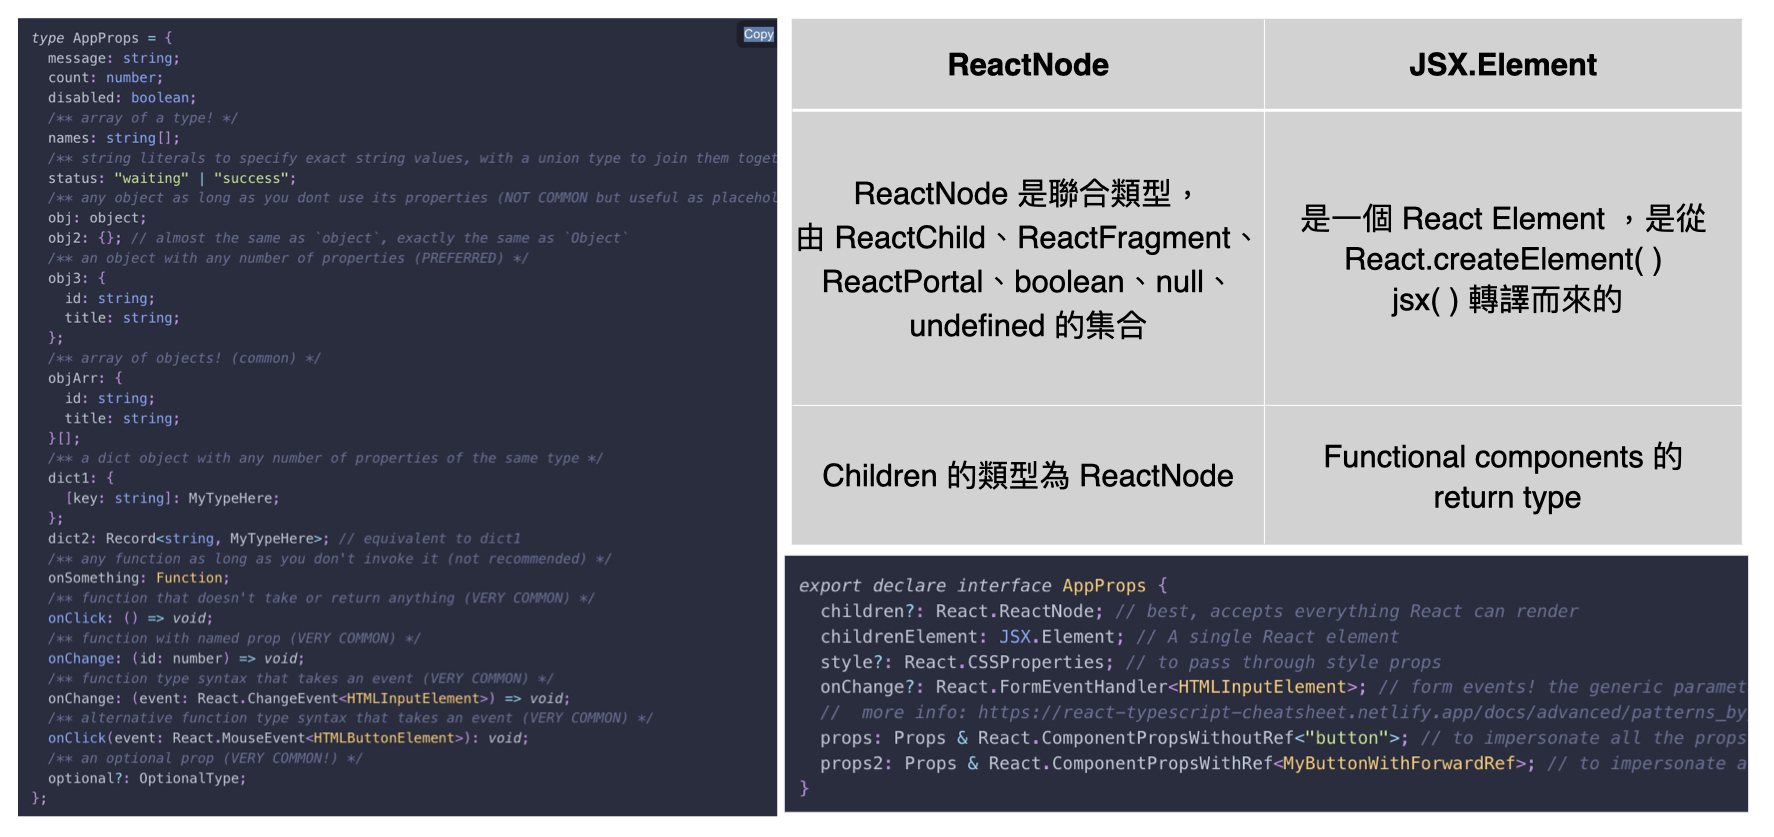 type AppProps = {
Copy
message: string;
count: number;
disabled: boolean;
/** array of a type! */
names: string[];
/** string literals to specify exact string values, with a union type to join them toget
status: "waiting" | "success";
/** any object as long as you dont use its properties (NOT COMMON but useful as placehol
obj: object;
obj2: {}; // almost the same as `object`, exactly the same as `Object`
/** an object with any number of properties (PREFERRED) */
obj3: {
id: string;
title: string;
};
/** array of objects! (common) */
objArr: {
id: string;
title: string;
}[];
/** a dict object with any number of properties of the same type */
dict1: {
[key: string]: MyTypeHere;
};
dict2: Record<string, MyTypeHere>; // equivalent to dict1
/** any function as long as you don't invoke it (not recommended) */
onSomething: Function;
/** function that doesn't take or return anything (VERY COMMON) */
onClick: () => void;
/** function with named prop (VERY COMMON) */
onChange: (id: number) => void;
/** function type syntax that takes an event (VERY COMMON) */
onChange: (event: React.ChangeEvent<HTMLInputElement>) => void;
/** alternative function type syntax that takes an event (VERY COMMON) */
onClick(event: React.MouseEvent<HTMLButtonElement>): void;
/** an optional prop (VERY COMMON!) */
optional?: OptionalType;
};
ReactNode
JSX.Element
ReactNode 是聯合類型，
由 ReactChild、ReactFragment、
ReactPortal、boolean、null、
undefined 的集合
是一個 React Element ，是從
React.createElement( )
jsx( ) 轉譯而來的
Children 的類型為 ReactNode
Functional components 的
return type
export declare interface AppProps {
children?: React.ReactNode; // best, accepts everything React can render
childrenElement: JSX.Element; // A single React element
style?: React.CSSProperties; // to pass through style props
onChange?: React.FormEventHandler<HTMLInputElement>; // form events! the generic paramet
//  more info: https://react-typescript-cheatsheet.netlify.app/docs/advanced/patterns_by
props: Props & React.ComponentPropsWithoutRef<"button">; // to impersonate all the props
props2: Props & React.ComponentPropsWithRef<MyButtonWithForwardRef>; // to impersonate a
}